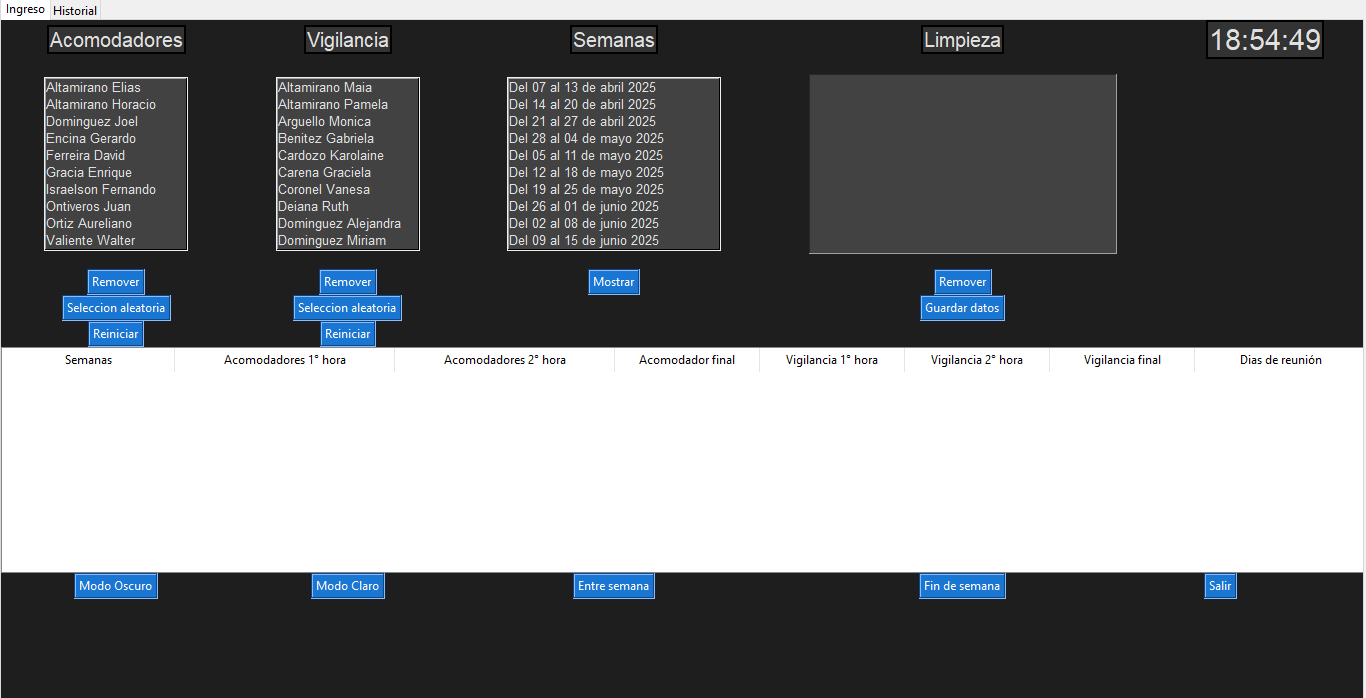 Ingreso
Historial
Acomodadores
Vigilancia
Semanas
Limpieza
18:54:49
Altamirano Elias
Altamirano Horacio
Dominguez Joel
Encina Gerardo
Ferreira David
Gracia Enrique
Israelson Fernando
Ontiveros Juan
Ortiz Aureliano
Valiente Walter
Altamirano Maia
Altamirano Pamela
Arguello Monica
Benitez Gabriela
Cardozo Karolaine
Carena Graciela
Coronel Vanesa
Deiana Ruth
Dominguez Alejandra
Dominguez Miriam
Del 07 al 13 de abril 2025
Del 14 al 20 de abril 2025
Del 21 al 27 de abril 2025
Del 28 al 04 de mayo 2025
Del 05 al 11 de mayo 2025
Del 12 al 18 de mayo 2025
Del 19 al 25 de mayo 2025
Del 26 al 01 de junio 2025
Del 02 al 08 de junio 2025
Del 09 al 15 de junio 2025
Remover
Seleccion aleatoria
Reiniciar
Remover
Seleccion aleatoria
Reiniciar
Mostrar
Remover
Guardar datos
Semanas
Acomodadores 1° hora
Acomodadores 2° hora
Acomodador final
Vigilancia 1° hora
Vigilancia 2° hora
Vigilancia final
Dias de reunión
Modo Oscuro
Modo Claro
Entre semana
Fin de semana
Salir